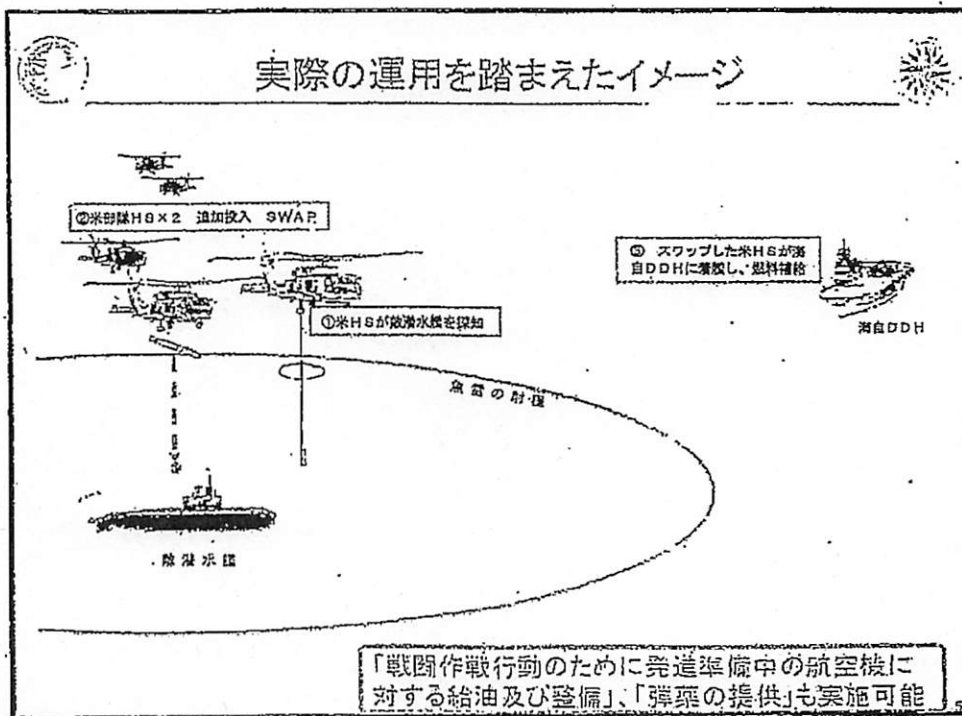 実際の運用を踏まえたイメージ
②米部隊HS×2 追加投入 SWAP
③ スワップした米HSが海
自DDHに着艦し、燃料補給
①米HSが敵潜水艦を探知
海自DDH
魚雷の射程
敵潜水艦
「戦闘作戦行動のために発進準備中の航空機に
対する給油及び整備」、「弾薬の提供」も実施可能